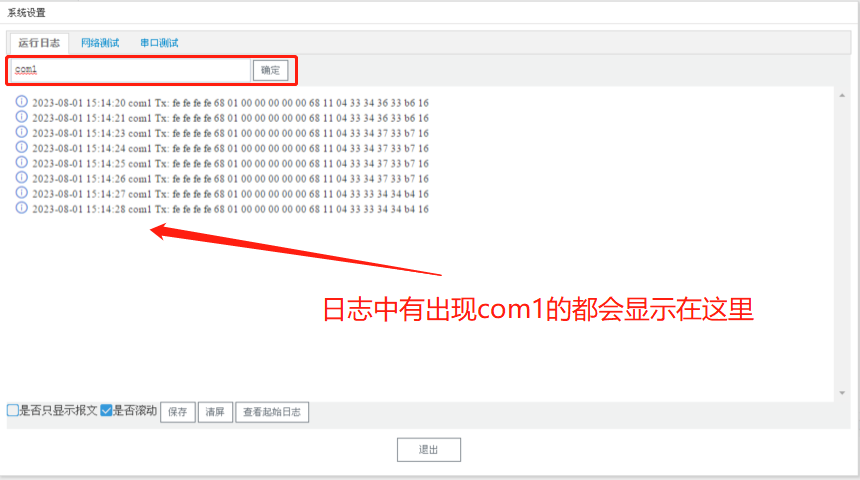 系统设置
运行日志 网络测试 串口测试
com1 确定
2023-08-01 15:14:20 com1 Tx: fe fe fe fe 68 01 00 00 00 00 00 68 11 04 33 34 36 33 b6 16
2023-08-01 15:14:21 com1 Tx: fe fe fe fe 68 01 00 00 00 00 00 68 11 04 33 34 36 33 b6 16
2023-08-01 15:14:23 com1 Tx: fe fe fe fe 68 01 00 00 00 00 00 68 11 04 33 34 37 33 b7 16
2023-08-01 15:14:24 com1 Tx: fe fe fe fe 68 01 00 00 00 00 00 68 11 04 33 34 37 33 b7 16
2023-08-01 15:14:25 com1 Tx: fe fe fe fe 68 01 00 00 00 00 00 68 11 04 33 34 37 33 b7 16
2023-08-01 15:14:26 com1 Tx: fe fe fe fe 68 01 00 00 00 00 00 68 11 04 33 34 37 33 b7 16
2023-08-01 15:14:27 com1 Tx: fe fe fe fe 68 01 00 00 00 00 00 68 11 04 33 33 34 34 b4 16
2023-08-01 15:14:28 com1 Tx: fe fe fe fe 68 01 00 00 00 00 00 68 11 04 33 33 34 34 b4 16
日志中有出现com1的都会显示在这里
是否只显示报文 是否滚动 保存 清屏 查看起始日志
退出